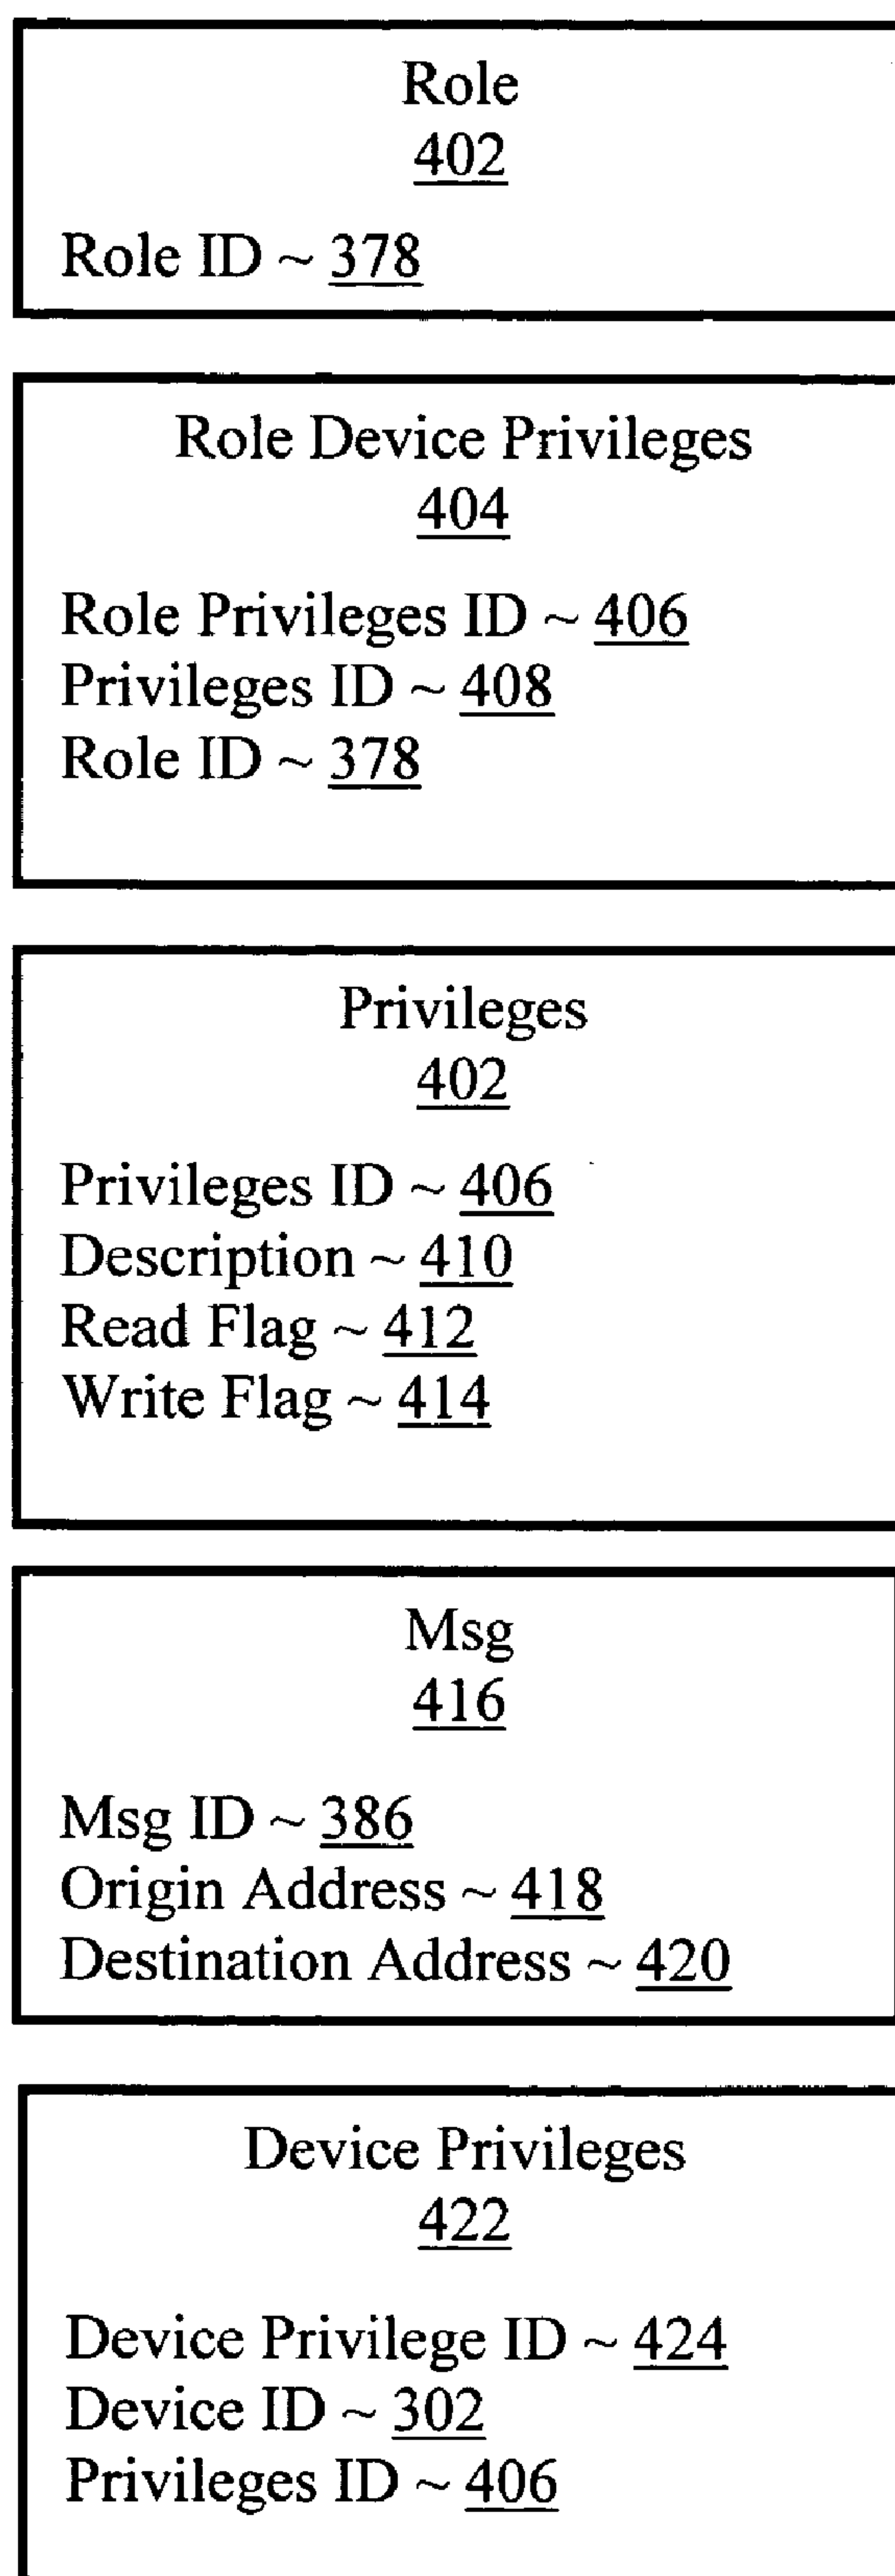 Role
402
Role ID ~ 378
Role Device Privileges
404
Role Privileges ID ~ 406
Privileges ID ~ 408
Role ID ~ 378
Privileges
402
Privileges ID ~ 406
Description ~ 410
Read Flag ~ 412
Write Flag ~ 414
Msg
416
Msg ID ~ 386
Origin Address ~ 418
Destination Address ~ 420
Device Privileges
422
Device Privilege ID ~ 424
Device ID ~ 302
Privileges ID ~ 406